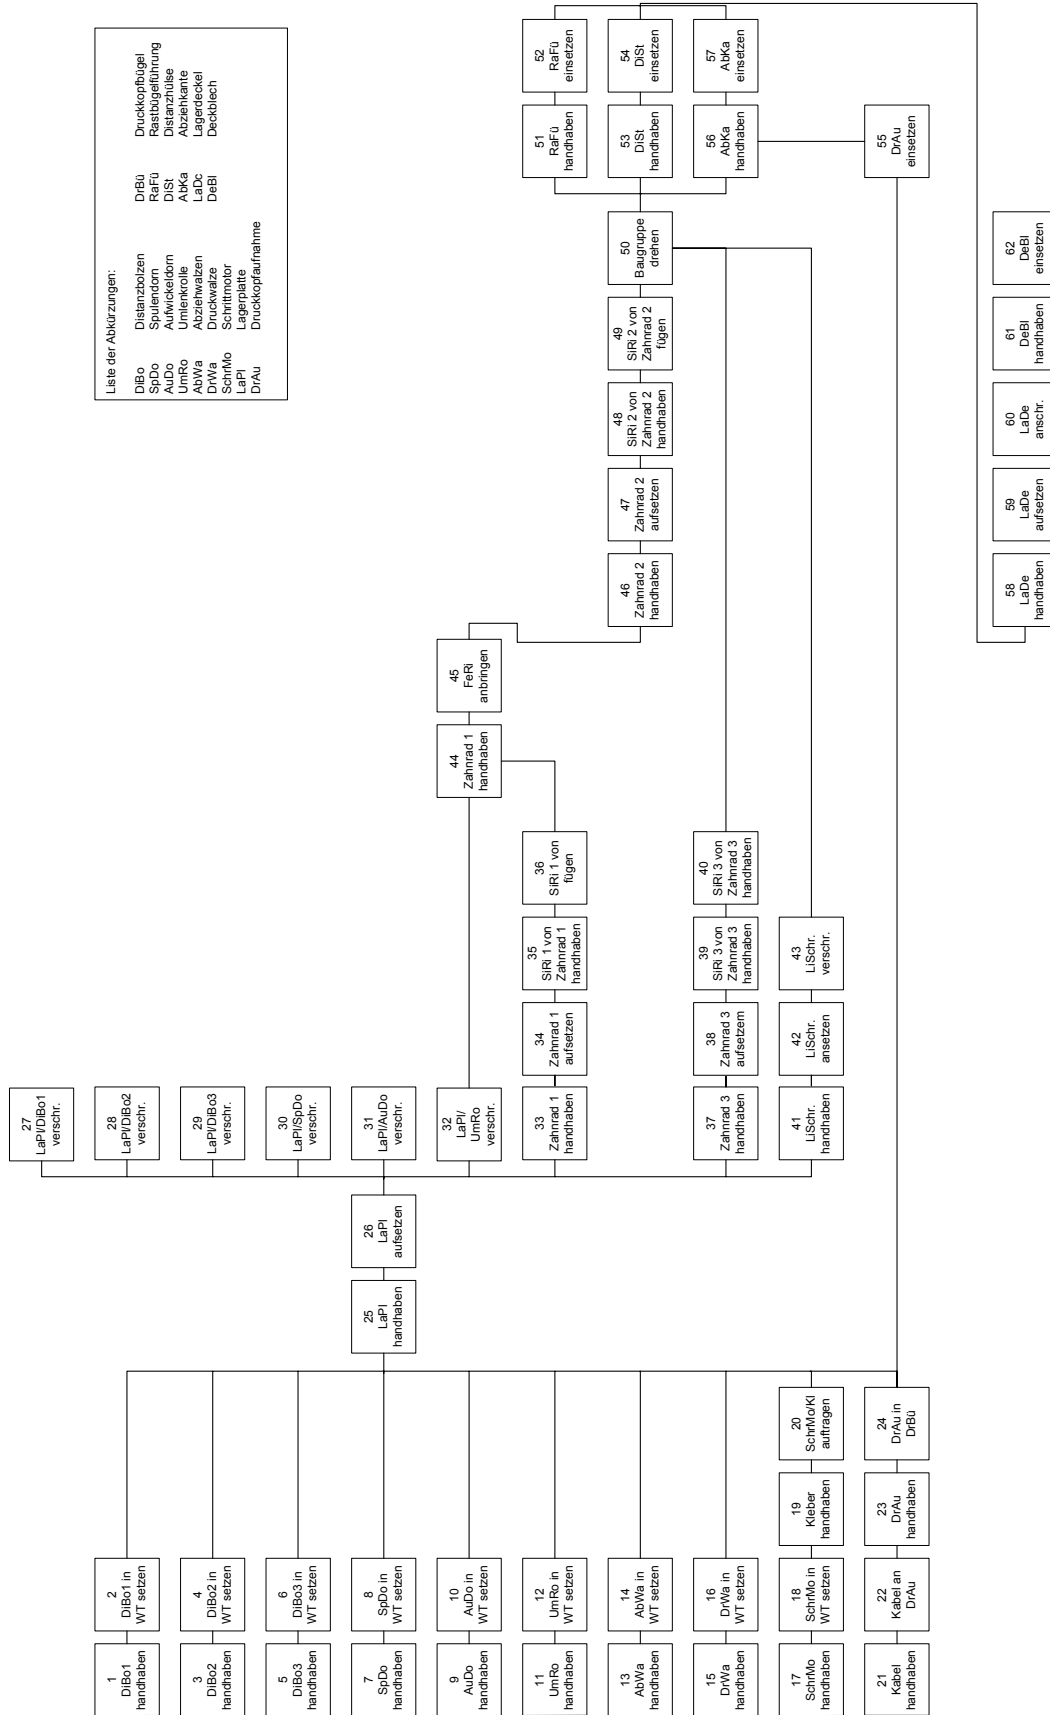 Liste der Abkürzungen:
DiBo Distanzbolzen DrBü Druckkopfbügel
SpDo Spulendorn RaFü Rastbügelführung
AuDo Aufwickeldorn DiSt Distanzhülse
UmRo Umlenkrolle AbKa Abziehkante
AbWa Abziehwalzen LaDc Lagerdeckel
DrWa Druckwalze DeBl Deckblech
SchrMo Schrittmotor
LaPl Lagerplatte
DrAu Druckkopfaufnahme
1
DiBo1
handhaben
2
DiBo1 in
WT setzen
3
DiBo2
handhaben
4
DiBo2 in
WT setzen
5
DiBo3
handhaben
6
DiBo3 in
WT setzen
7
SpDo
handhaben
8
SpDo in
WT setzen
9
AuDo
handhaben
10
AuDo in
WT setzen
11
UmRo
handhaben
12
UmRo in
WT setzen
13
AbWa
handhaben
14
AbWa in
WT setzen
15
DrWa
handhaben
16
DrWa in
WT setzen
17
SchrMo
handhaben
18
SchrMo in
WT setzen
19
Kleber
handhaben
20
SchrMo/Kl
auftragen
21
Kabel
handhaben
22
Kabel an
DrAu
23
DrAu
handhaben
24
DrAu in
DrBü
25
LaPl
handhaben
26
LaPl
aufsetzen
27
LaPl/DiBo1
verschr.
28
LaPl/DiBo2
verschr.
29
LaPl/DiBo3
verschr.
30
LaPl/SpDo
verschr.
31
LaPl/AuDo
verschr.
32
LaPl/
UmRo
verschr.
33
Zahnrad 1
handhaben
34
Zahnrad 1
aufsetzen
35
SiRi 1 von
Zahnrad 1
handhaben
36
SiRi 1 von
fügen
37
Zahnrad 3
handhaben
38
Zahnrad 3
aufsetzem
39
SiRi 3 von
Zahnrad 3
handhaben
40
SiRi 3 von
Zahnrad 3
handhaben
41
LiSchr.
handhaben
42
LiSchr.
ansetzen
43
LiSchr.
verschr.
44
Zahnrad 1
handhaben
45
FeRi
anbringen
46
Zahnrad 2
handhaben
47
Zahnrad 2
aufsetzen
48
SiRi 2 von
Zahnrad 2
handhaben
49
SiRi 2 von
Zahnrad 2
fügen
50
Baugruppe
drehen
51
RaFü
handhaben
52
RaFü
einsetzen
53
DiSt
handhaben
54
DiSt
einsetzen
56
AbKa
handhaben
57
AbKa
einsetzen
55
DrAu
einsetzen
58
LaDe
handhaben
59
LaDe
aufsetzen
60
LaDe
anschr.
61
DeBl
handhaben
62
DeBl
einsetzen